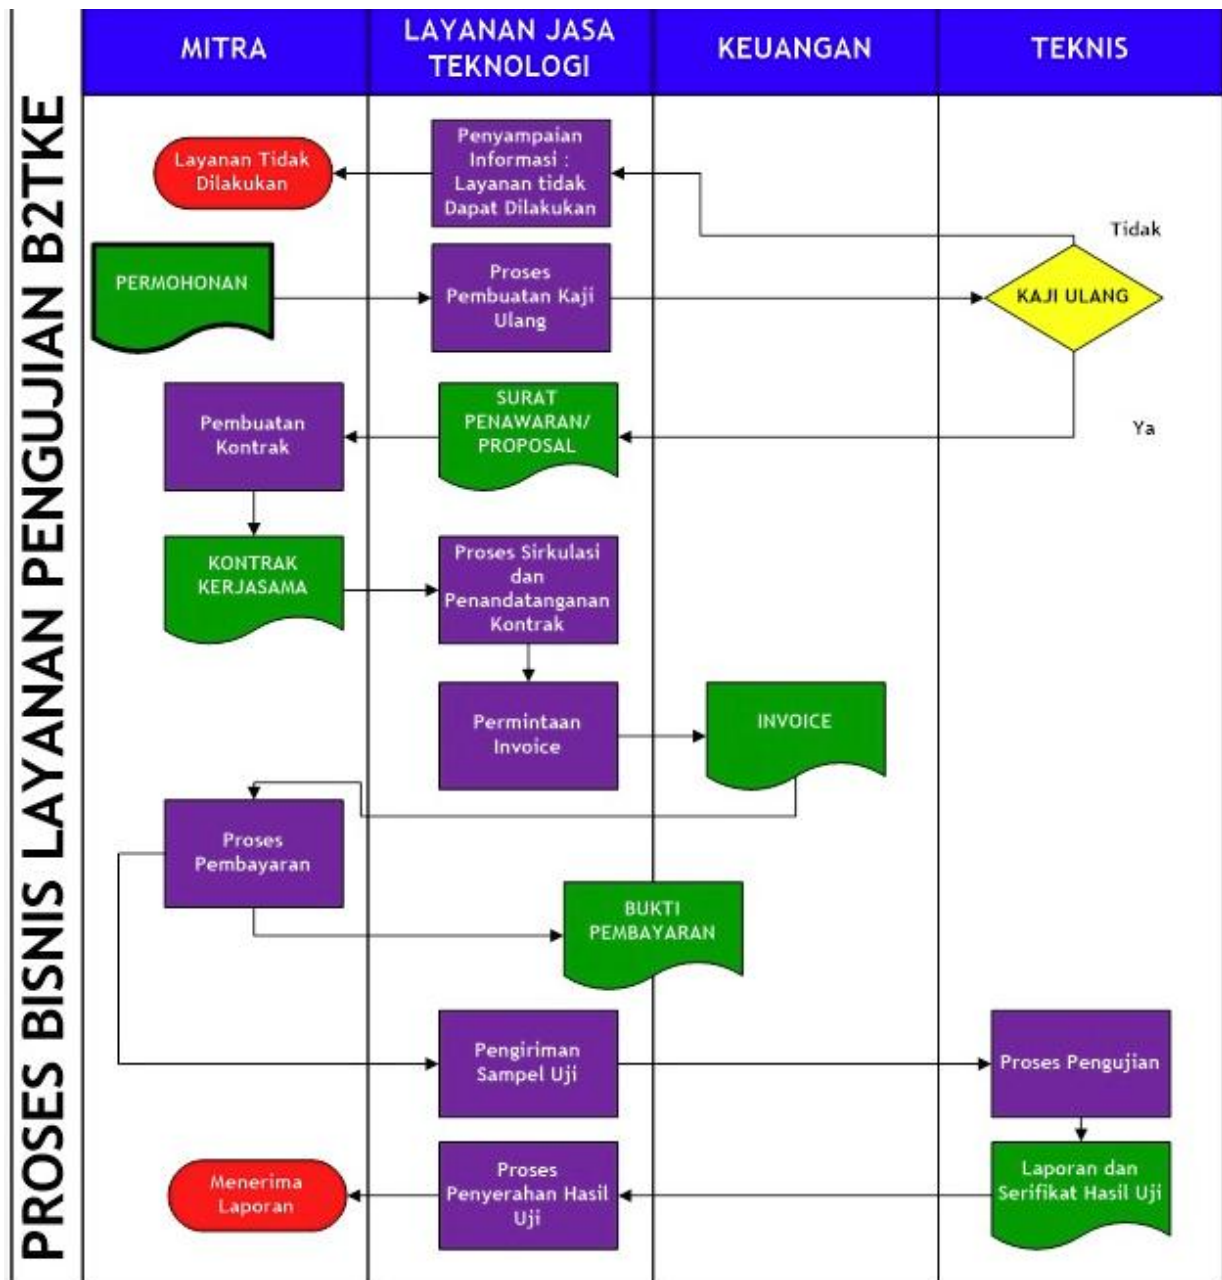 PROSES BISNIS LAYANAN PENGUJIAN B2TKE
MITRA
LAYANAN JASA
TEKNOLOGI
KEUANGAN
TEKNIS
Layanan Tidak
Dilakukan
Penyampaian
Informasi :
Layanan tidak
Dapat Dilakukan
Tidak
PERMOHONAN
Proses
Pembuatan Kaji
Ulang
KAJI ULANG
Pembuatan
Kontrak
SURAT
PENAWARAN/
PROPOSAL
Ya
KONTRAK
KERJASAMA
Proses Sirkulasi
dan
Penandatanganan
Kontrak
Permintaan
Invoice
INVOICE
Proses
Pembayaran
BUKTI
PEMBAYARAN
Pengiriman
Sampel Uji
Proses Pengujian
Menerima
Laporan
Proses
Penyerahan Hasil
Uji
Laporan dan
Serifikat Hasil Uji